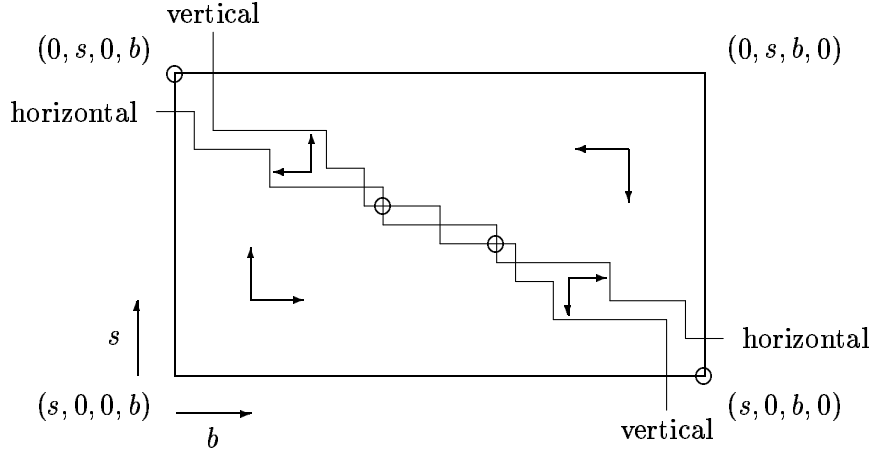 vertical
(0, s, 0, b)
(0, s, b, 0)
horizontal
s
horizontal
(s, 0, 0, b)
(s, 0, b, 0)
b
vertical